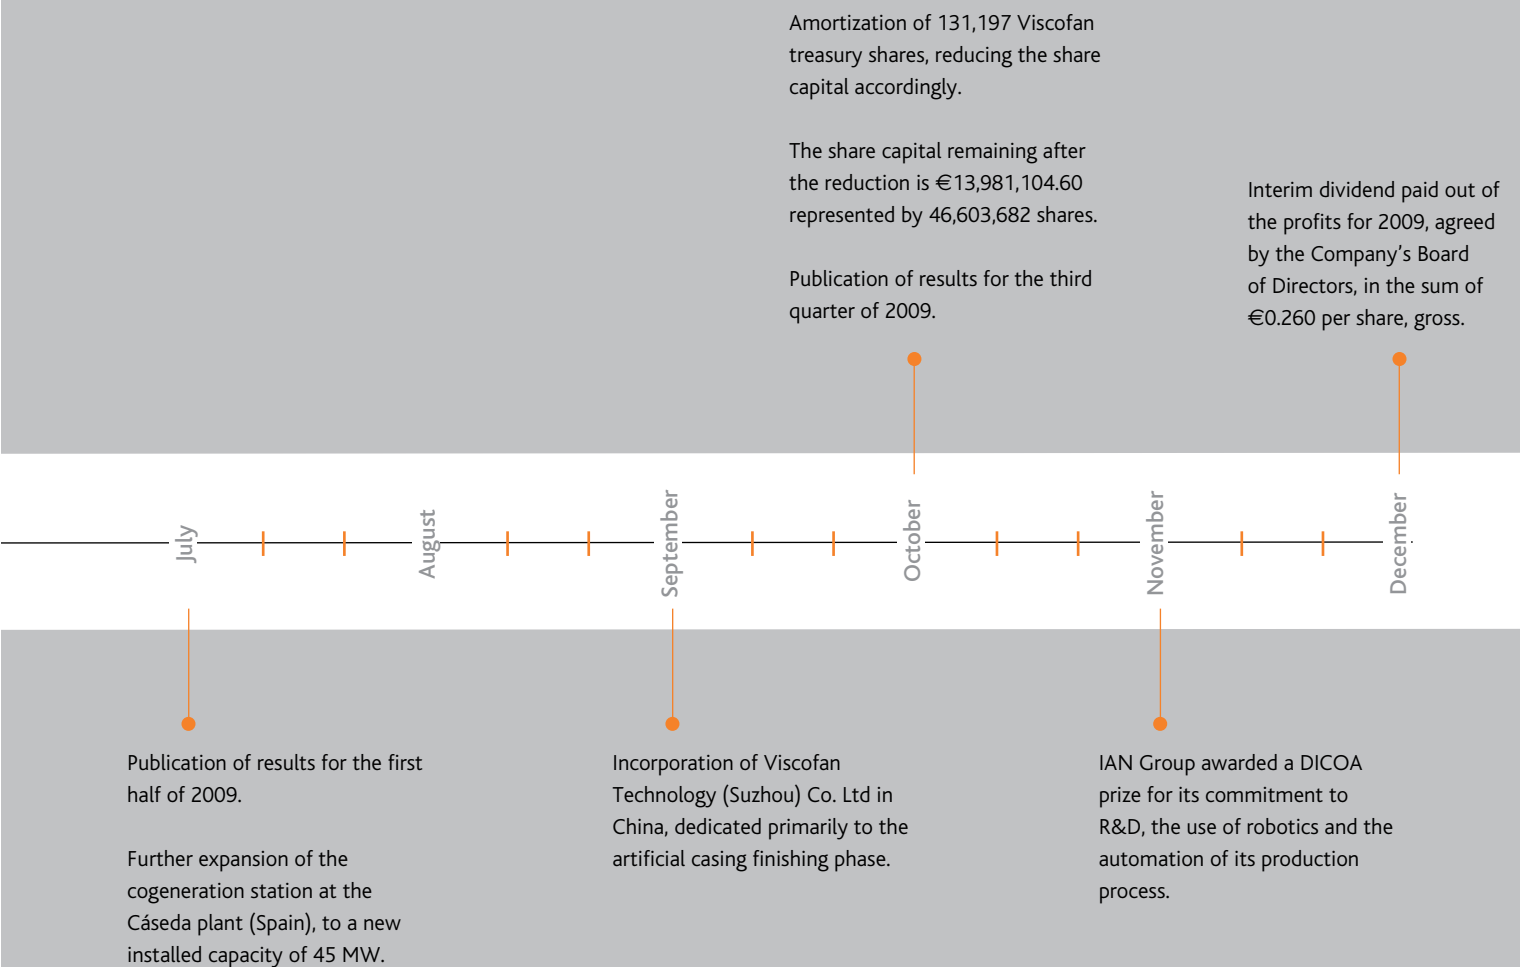 Amortization of 131,197 Viscofan
treasury shares, reducing the share
capital accordingly.
The share capital remaining after
the reduction is €13,981,104.60
represented by 46,603,682 shares.
Publication of results for the third
quarter of 2009.
Interim dividend paid out of
the profits for 2009, agreed
by the Company’s Board
of Directors, in the sum of
€0.260 per share, gross.
July
August
September
October
November
December
Publication of results for the first
half of 2009.
Further expansion of the
cogeneration station at the
Cáseda plant (Spain), to a new
installed capacity of 45 MW.
Incorporation of Viscofan
Technology (Suzhou) Co. Ltd in
China, dedicated primarily to the
artificial casing finishing phase.
IAN Group awarded a DICOA
prize for its commitment to
R&D, the use of robotics and the
automation of its production
process.